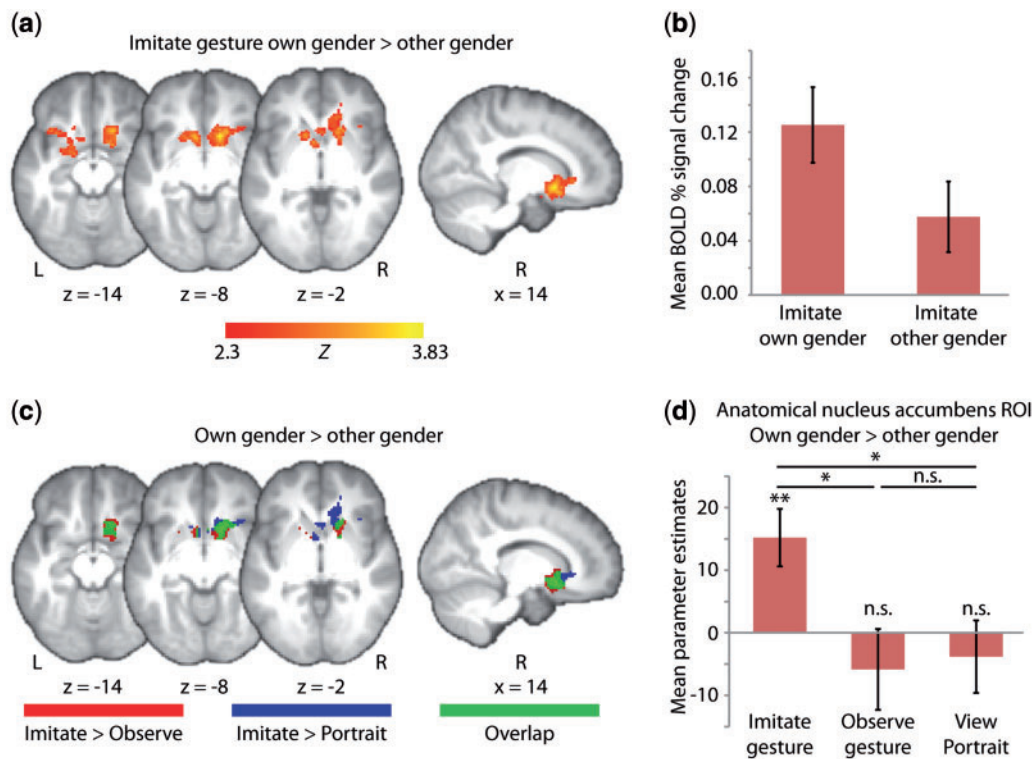 (a)
Imitate gesture own gender > other gender
L
R
R
z = -14
z = -8
z = -2
x = 14
2.3
Z
3.83
(b)
Mean BOLD % signal change
0.16
0.12
0.08
0.04
0.00
Imitate
own gender
Imitate
other gender
(c)
Own gender > other gender
L
R
R
z = -14
z = -8
z = -2
x = 14
Imitate > Observe
Imitate > Portrait
Overlap
(d)
Anatomical nucleus accumbens ROI
Own gender > other gender
*
*
n.s.
**
n.s.
n.s.
Mean parameter estimates
20
10
0
-10
Imitate
gesture
Observe
gesture
View
Portrait